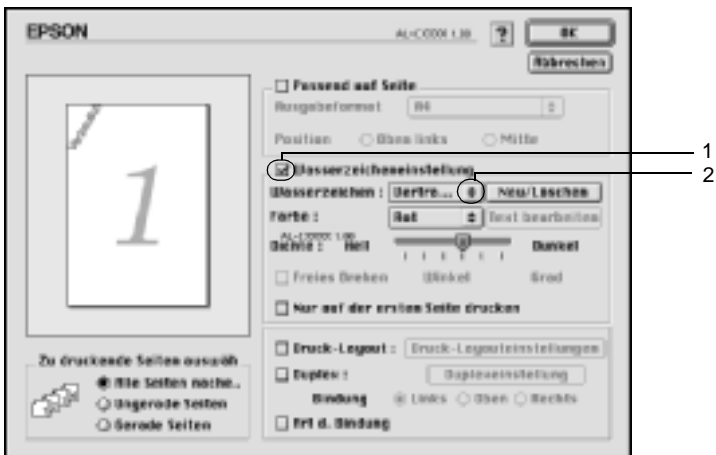 EPSON
?
OK
Abbrechen
Passend auf Seite
Ausgabeformat A4
Position Oben links Mitte
1
Wasserzeicheneinstellung
2
Wasserzeichen : Vertre... Neu/Löschen
Farbe : Rot Text bearbeiten
Dichte : Hell Dunkel
Freies Drehen Winkel Grad
Nur auf der ersten Seite drucken
1
Druck-Layout : Druck-Layouteinstellungen
Duplex : Duplexeinstellung
Bindung Links Oben Rechts
Art d. Bindung
Zu druckende Seiten auswäh
Alle Seiten nache..
Ungerade Seiten
Gerade Seiten